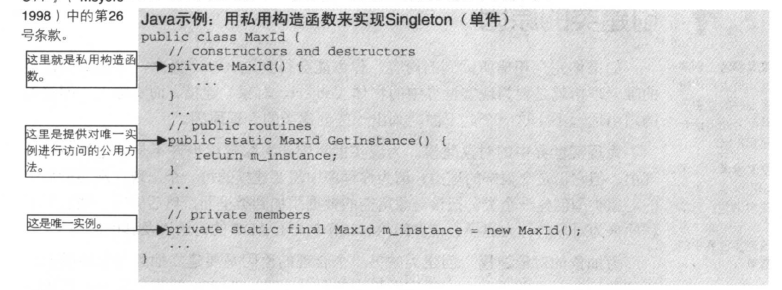 1998）中的第26
号条款。
Java示例：用私用构造函数来实现Singleton（单件）
public class MaxId {
// constructors and destructors
这里就是私用构造函
数。
private MaxId() {
...
}
...
// public routines
这里是提供对唯一实
例进行访问的公用方
法。
public static MaxId GetInstance() {
return m_instance;
}
...
// private members
这是唯一实例。
private static final MaxId m_instance = new MaxId();
...
}